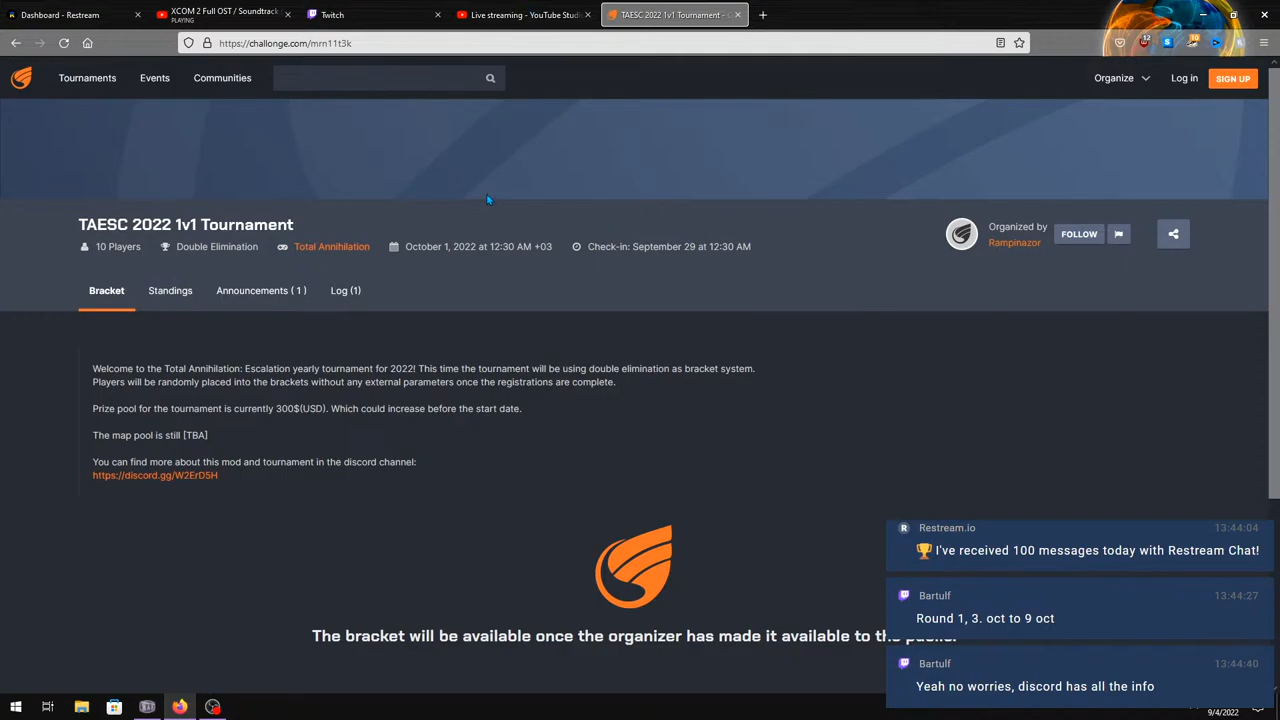 Dashboard - Restream
XCOM 2 Full OST / Soundtrack
PLAYING
Twitch
Live streaming - YouTube Studio
TAESC 2022 1v1 Tournament -
https://challonge.com/mrn11t3k
12
10
Tournaments
Events
Communities
Organize
Log in
SIGN UP
TAESC 2022 1v1 Tournament
10 Players
Double Elimination
Total Annihilation
October 1, 2022 at 12:30 AM +03
Check-in: September 29 at 12:30 AM
Organized by
Rampinazor
FOLLOW
Bracket
Standings
Announcements ( 1 )
Log (1)
Welcome to the Total Annihilation: Escalation yearly tournament for 2022! This time the tournament will be using double elimination as bracket system.
Players will be randomly placed into the brackets without any external parameters once the registrations are complete.
Prize pool for the tournament is currently 300$(USD). Which could increase before the start date.
The map pool is still [TBA]
You can find more about this mod and tournament in the discord channel:
https://discord.gg/W2ErD5H
The bracket will be available once the organizer has made it available to the public.
R
Restream.io
13:44:04
🏆 I've received 100 messages today with Restream Chat!
Bartulf
13:44:27
Round 1, 3. oct to 9 oct
Bartulf
13:44:40
Yeah no worries, discord has all the info
9/4/2022